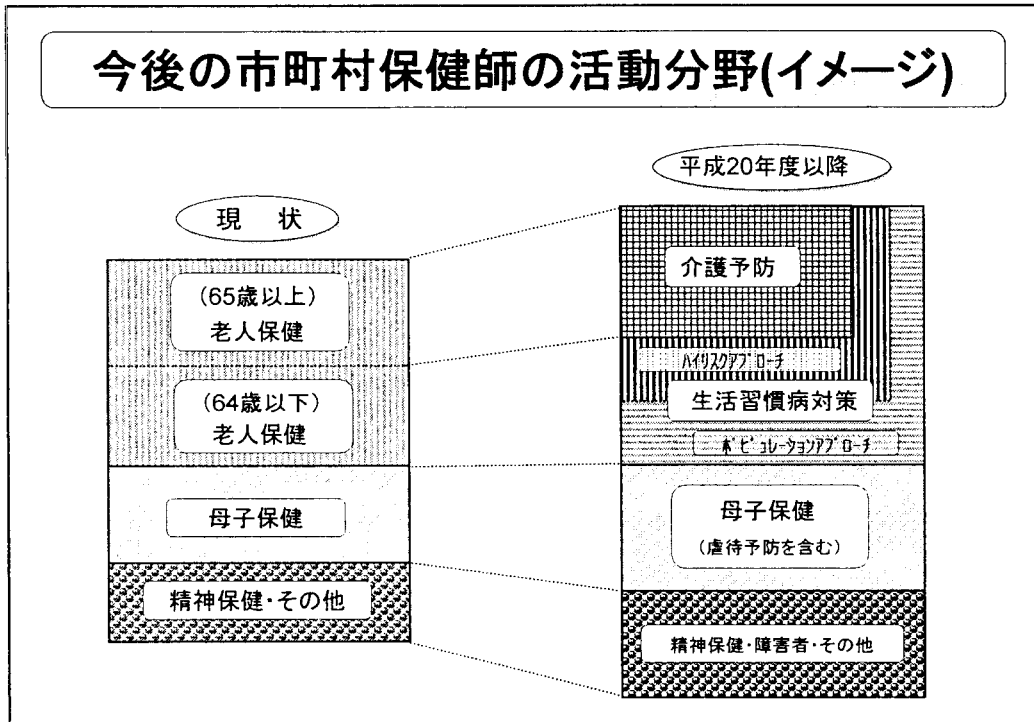 今後の市町村保健師の活動分野(イメージ)
現 状
(65歳以上)
老人保健
(64歳以下)
老人保健
母子保健
精神保健・その他
平成20年度以降
介護予防
ハイリスクアプローチ
生活習慣病対策
ポピュレーションアプローチ
母子保健
(虐待予防を含む)
精神保健・障害者・その他